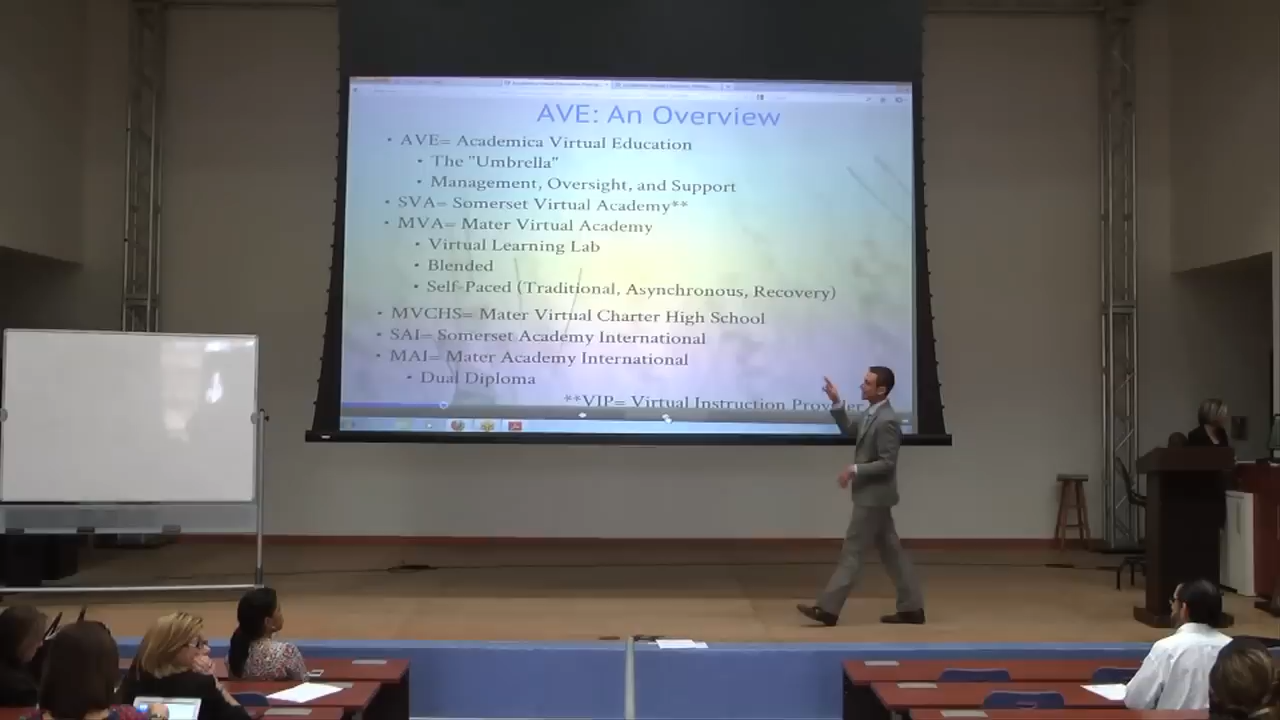 AVE: An Overview
• AVE= Academica Virtual Education
• The "Umbrella"
• Management, Oversight, and Support
• SVA= Somerset Virtual Academy**
• MVA= Mater Virtual Academy
• Virtual Learning Lab
• Blended
• Self-Paced (Traditional, Asynchronous, Recovery)
• MVCHS= Mater Virtual Charter High School
• SAI= Somerset Academy International
• MAI= Mater Academy International
• Dual Diploma
**VIP= Virtual Instruction Provider